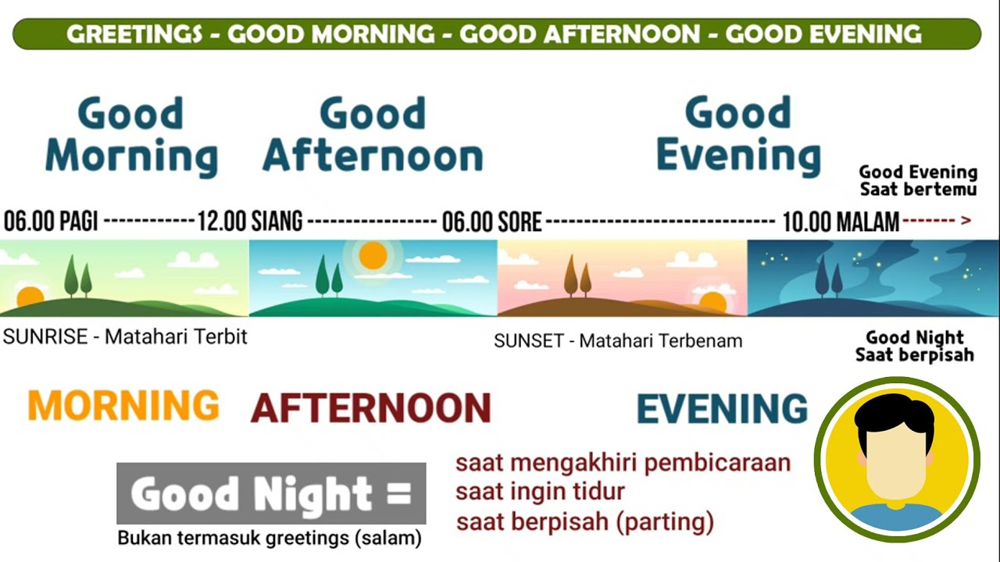 GREETINGS - GOOD MORNING - GOOD AFTERNOON - GOOD EVENING
Good
Morning
Good
Afternoon
Good
Evening
Good Evening
Saat bertemu
06.00 PAGI ------------12.00 SIANG ----------------- 06.00 SORE------------------------------ 10.00 MALAM------- >
SUNRISE - Matahari Terbit
SUNSET - Matahari Terbenam
Good Night
Saat berpisah
MORNING
AFTERNOON
EVENING
Good Night =
Bukan termasuk greetings (salam)
saat mengakhiri pembicaraan
saat ingin tidur
saat berpisah (parting)